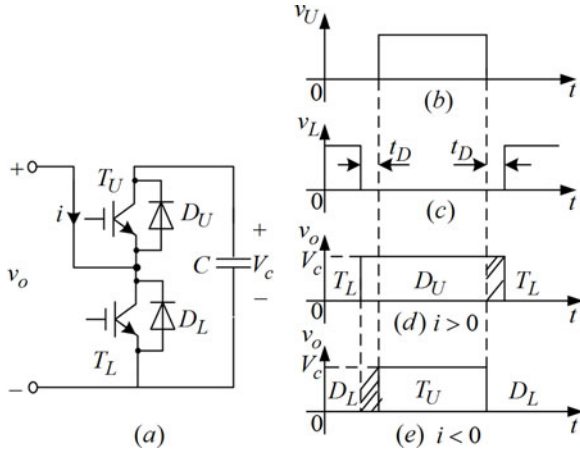 +
i
v_o
−
T_U
D_U
T_L
D_L
C
+
V_c
−
(a)
v_U
0
t
(b)
v_L
t_D
t_D
0
t
(c)
v_o
V_c
T_L
D_U
T_L
0
t
(d) i > 0
v_o
V_c
D_L
T_U
D_L
0
t
(e) i < 0